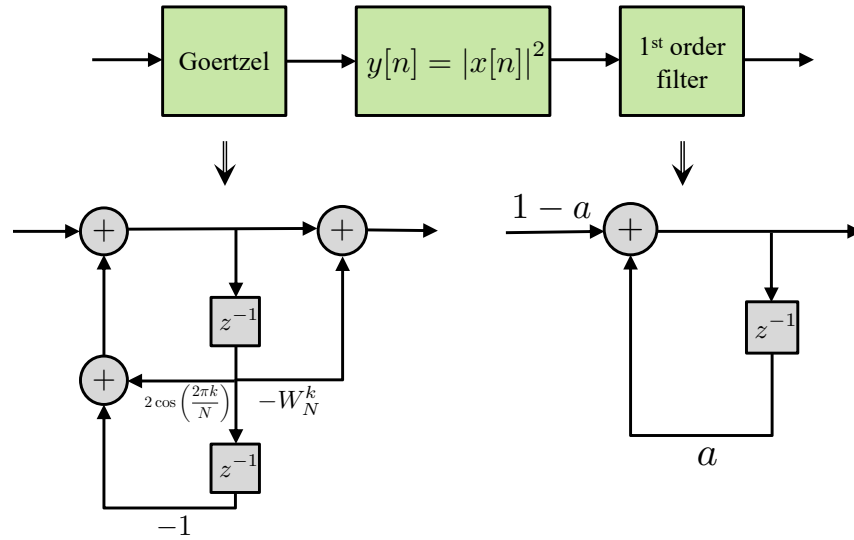 Goertzel
y[n] = |x[n]|²
1st order
filter
+
+
z⁻¹
+
2 cos(2πk/N)
−W_N^k
z⁻¹
−1
1 − a
+
z⁻¹
a